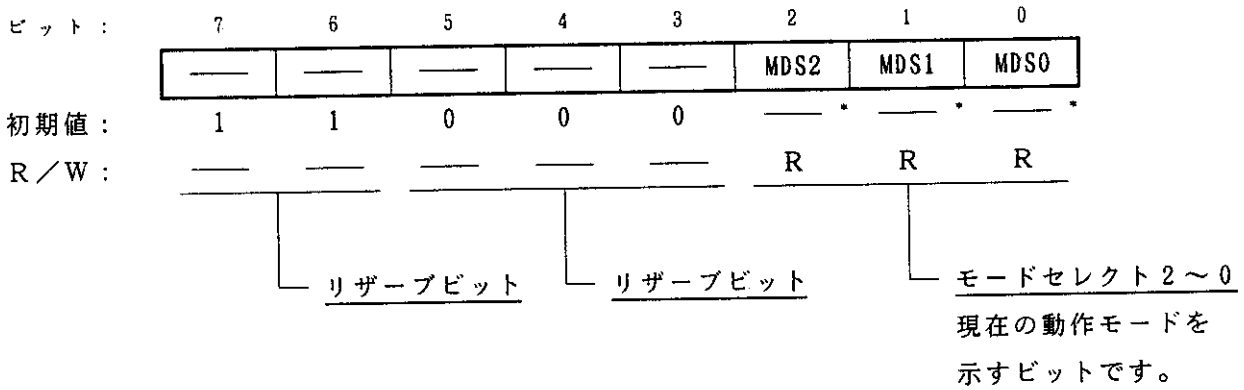 ビット： 7 6 5 4 3 2 1 0
— — — — — MDS2 MDS1 MDS0
初期値： 1 1 0 0 0 —* —* —*
R／W： — — — — — R R R
リザーブビット リザーブビット モードセレクト2～0
現在の動作モードを
示すビットです。